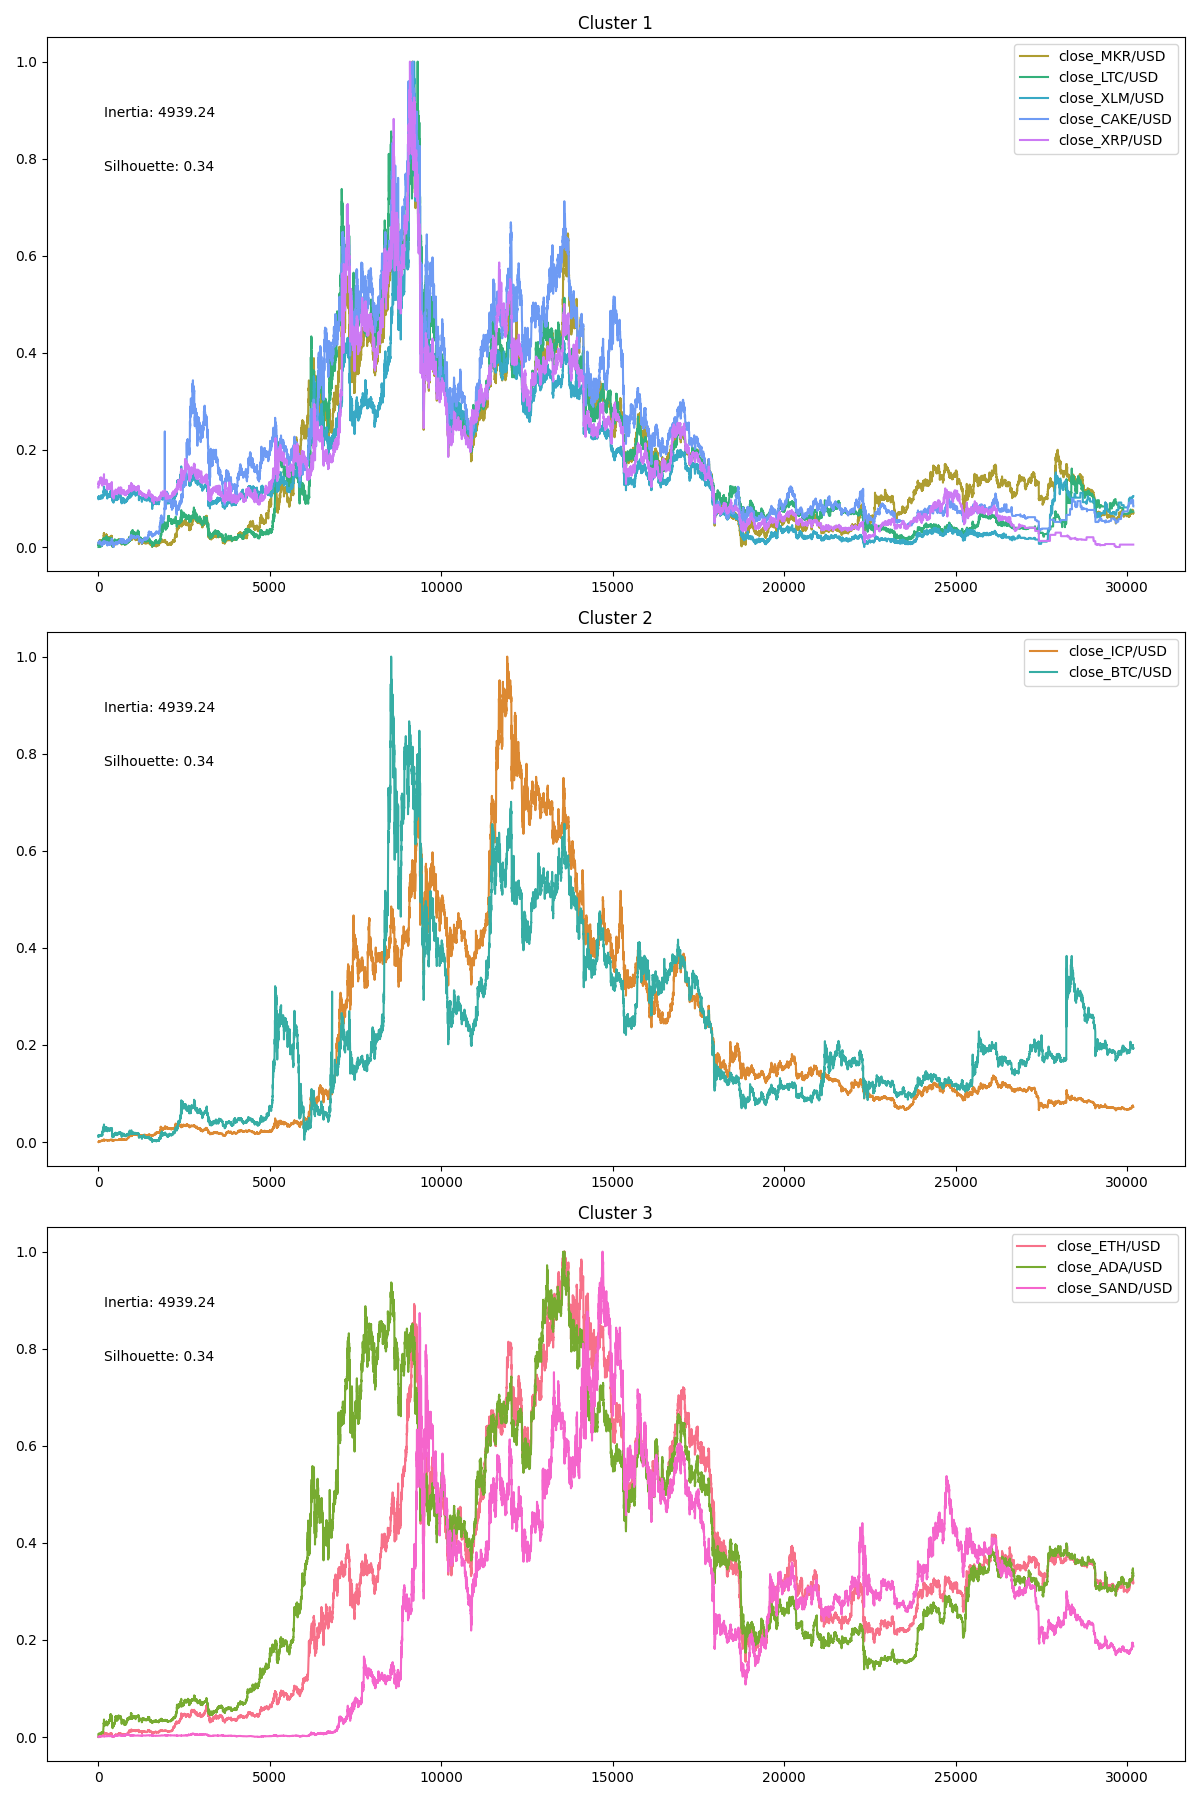 Cluster 1
1.0
0.8
0.6
0.4
0.2
0.0
Inertia: 4939.24
Silhouette: 0.34
close_MKR/USD
close_LTC/USD
close_XLM/USD
close_CAKE/USD
close_XRP/USD
0 5000 10000 15000 20000 25000 30000
Cluster 2
1.0
0.8
0.6
0.4
0.2
0.0
Inertia: 4939.24
Silhouette: 0.34
close_ICP/USD
close_BTC/USD
0 5000 10000 15000 20000 25000 30000
Cluster 3
1.0
0.8
0.6
0.4
0.2
0.0
Inertia: 4939.24
Silhouette: 0.34
close_ETH/USD
close_ADA/USD
close_SAND/USD
0 5000 10000 15000 20000 25000 30000